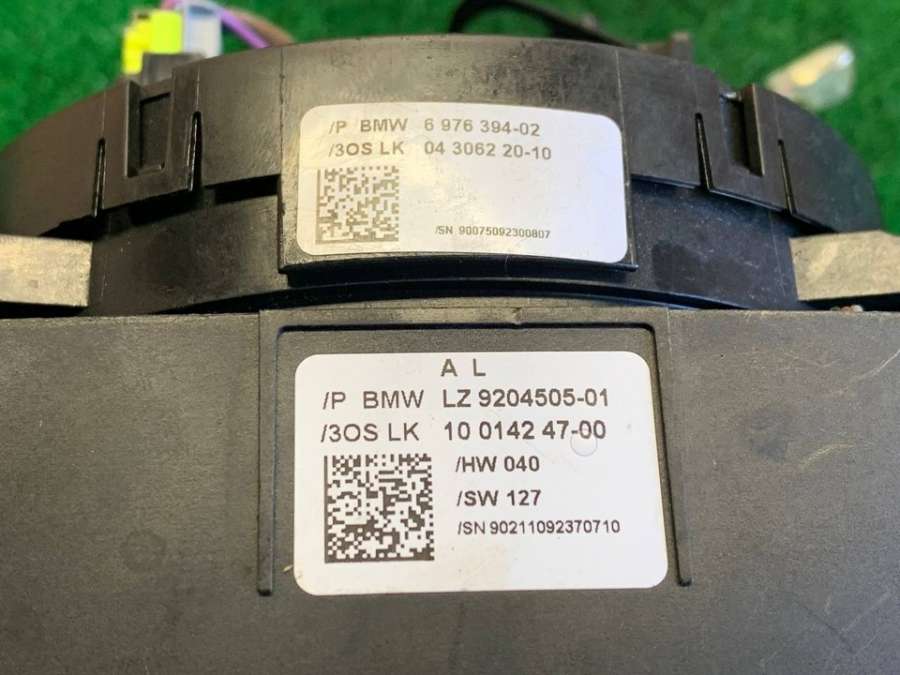 /P BMW 6 976 394-02
/3OS LK 04 3062 20-10
/SN 90075092300807
A L
/P BMW LZ 9204505-01
/3OS LK 10 0142 47-00
/HW 040
/SW 127
/SN 90211092370710